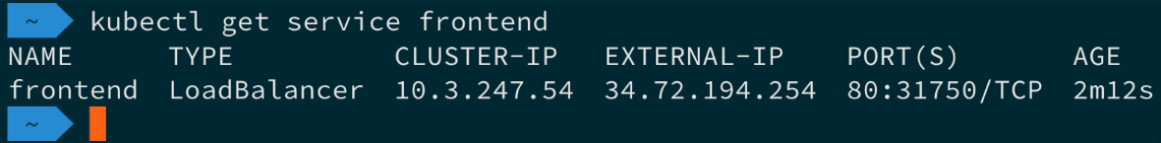 ~ kubectl get service frontend
NAME TYPE CLUSTER-IP EXTERNAL-IP PORT(S) AGE
frontend LoadBalancer 10.3.247.54 34.72.194.254 80:31750/TCP 2m12s
~